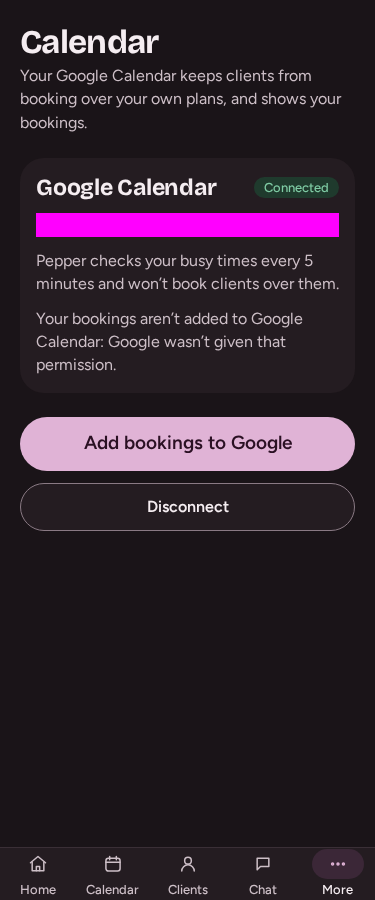 Calendar
Your Google Calendar keeps clients from
booking over your own plans, and shows your
bookings.
Google Calendar
Connected
Pepper checks your busy times every 5
minutes and won’t book clients over them.
Your bookings aren’t added to Google
Calendar: Google wasn’t given that
permission.
Add bookings to Google
Disconnect
Home
Calendar
Clients
Chat
More